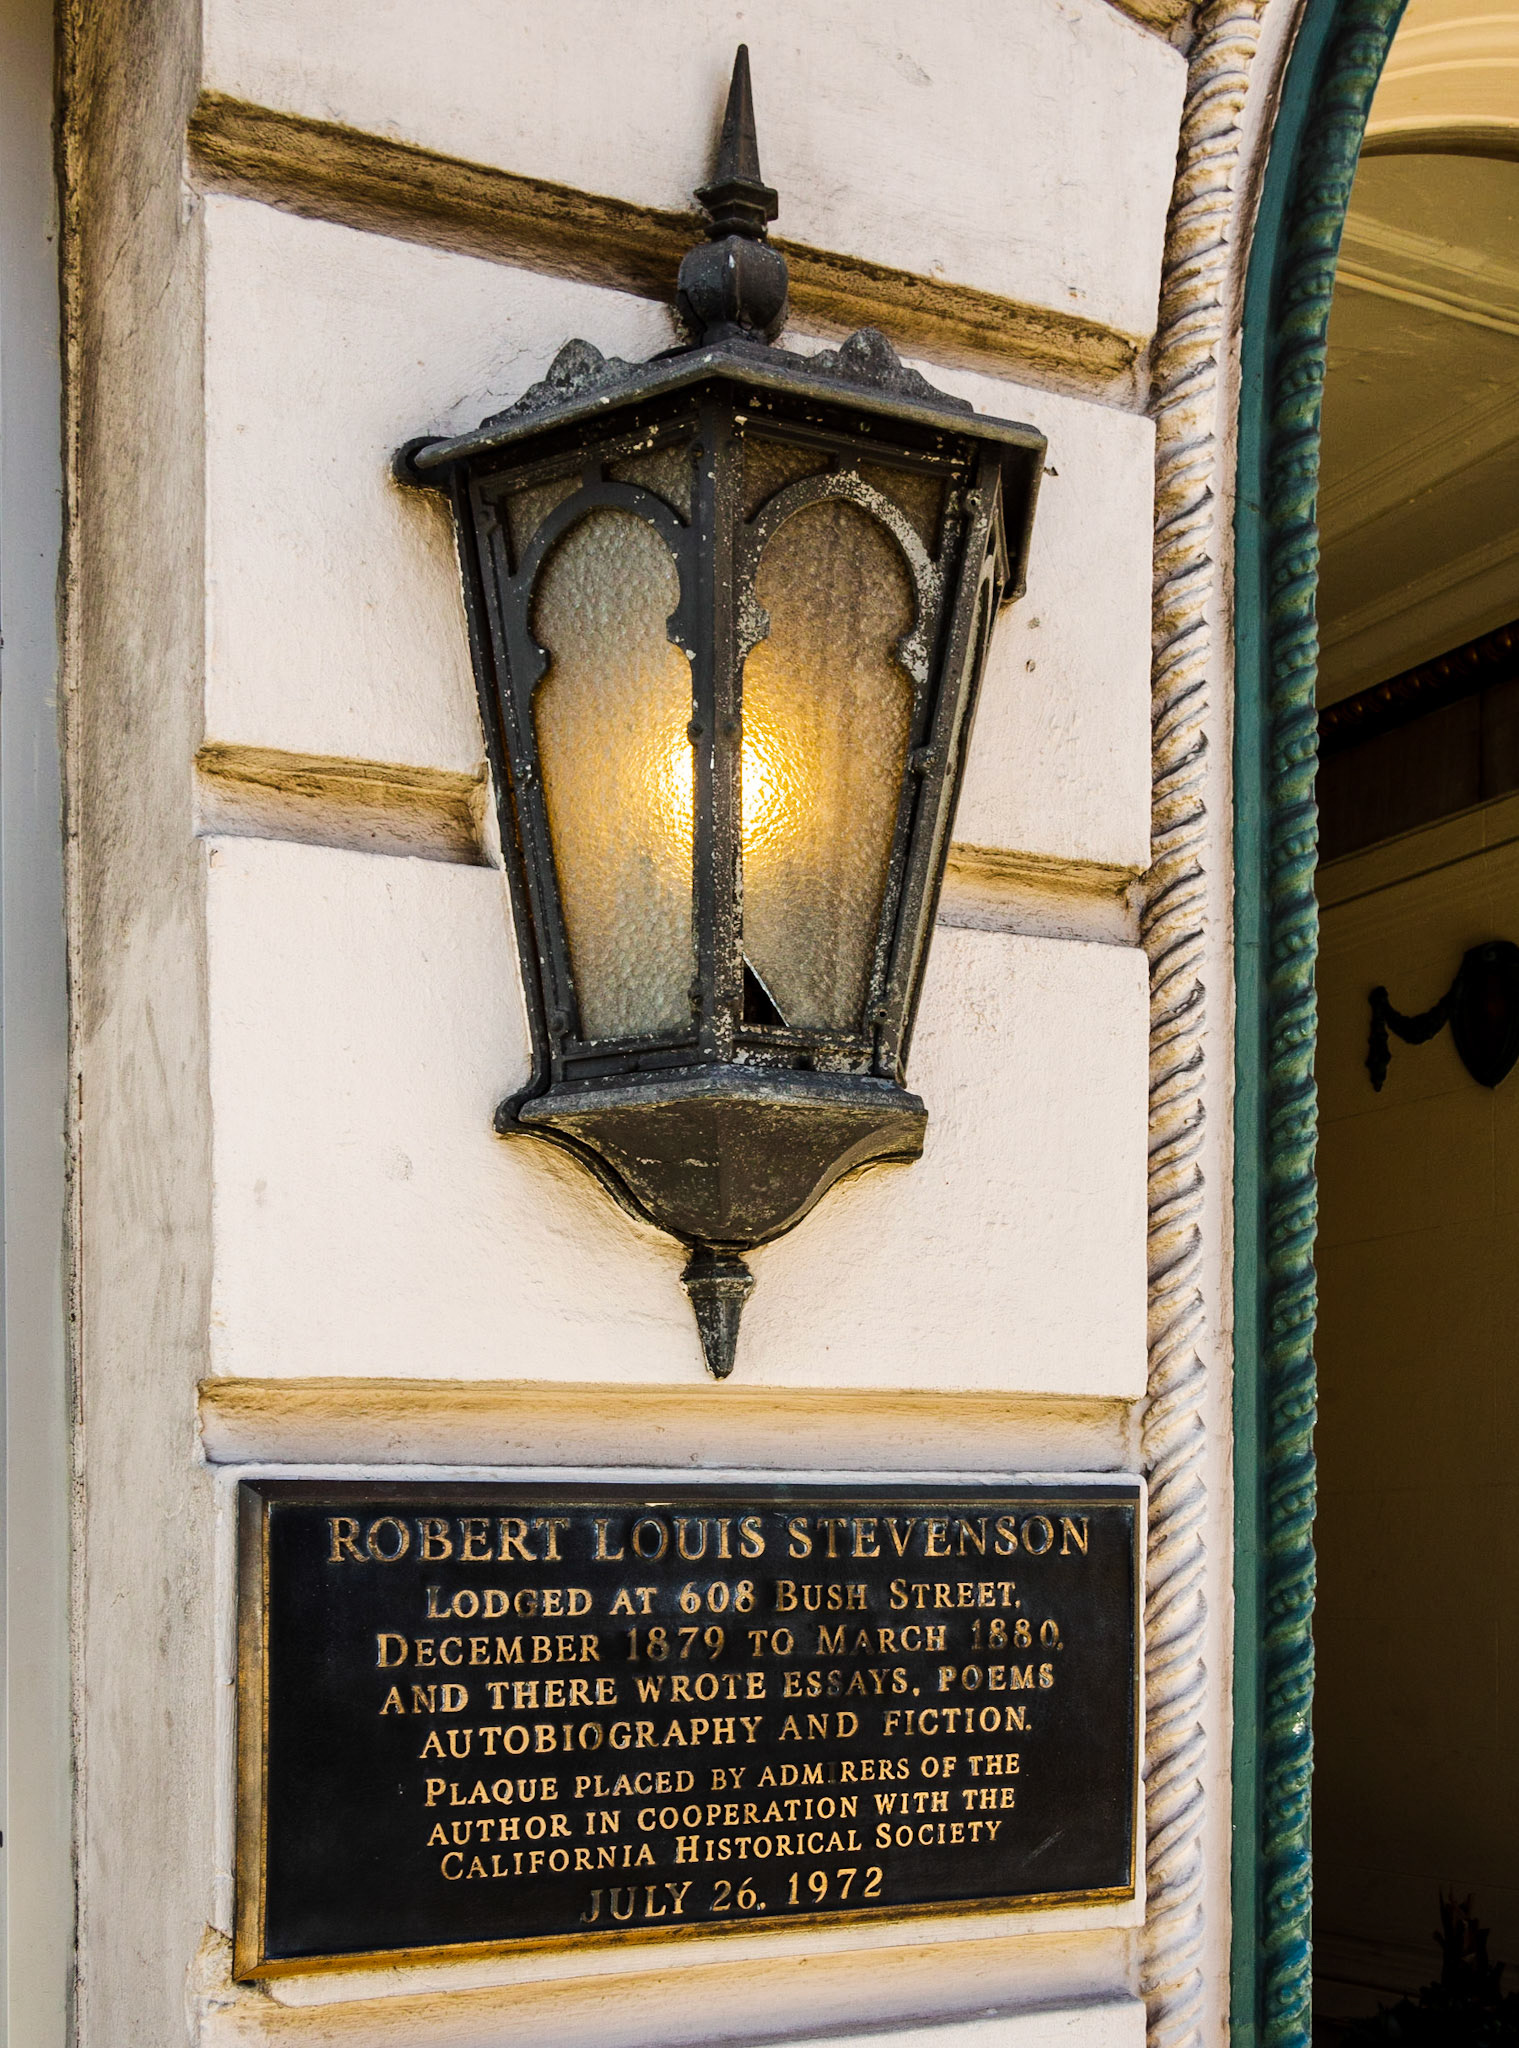 ROBERT LOUIS STEVENSON
LODGED AT 608 BUSH STREET,
DECEMBER 1879 TO MARCH 1880,
AND THERE WROTE ESSAYS, POEMS
AUTOBIOGRAPHY AND FICTION.
PLAQUE PLACED BY ADMIRERS OF THE
AUTHOR IN COOPERATION WITH THE
CALIFORNIA HISTORICAL SOCIETY
JULY 26, 1972